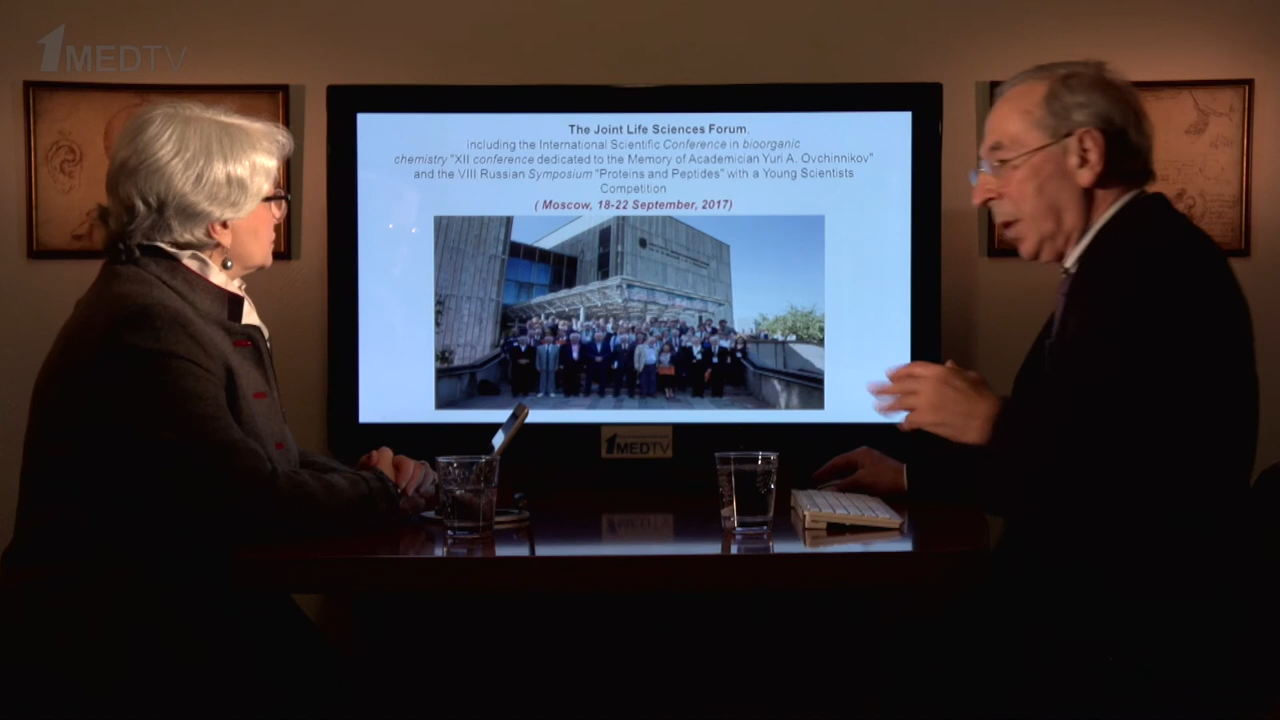 1MEDTV
The Joint Life Sciences Forum,
including the International Scientific Conference in bioorganic
chemistry "XII conference dedicated to the Memory of Academician Yuri A. Ovchinnikov"
and the VIII Russian Symposium "Proteins and Peptides" with a Young Scientists
Competition
( Moscow, 18-22 September, 2017)
1MEDTV